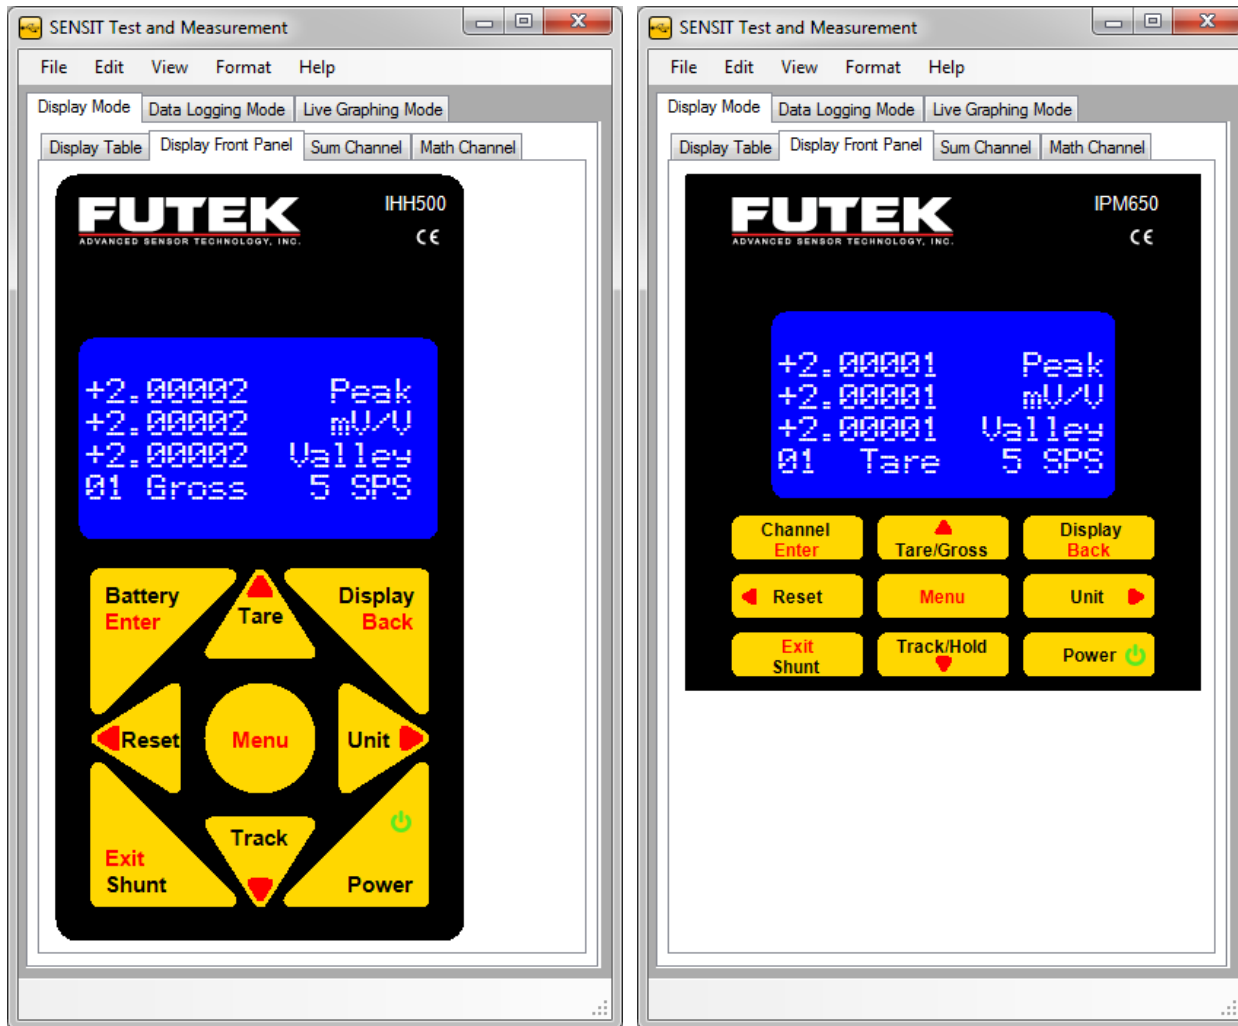 SENSIT Test and Measurement
File Edit View Format Help
Display Mode Data Logging Mode Live Graphing Mode
Display Table Display Front Panel Sum Channel Math Channel
FUTEK IHH500
ADVANCED SENSOR TECHNOLOGY, INC. CE
+2.00002 Peak
+2.00002 mV/V
+2.00002 Valley
01 Gross 5 SPS
Battery
Enter
Tare
Display
Back
Reset
Menu
Unit
Exit
Shunt
Track
Power
SENSIT Test and Measurement
File Edit View Format Help
Display Mode Data Logging Mode Live Graphing Mode
Display Table Display Front Panel Sum Channel Math Channel
FUTEK IPM650
ADVANCED SENSOR TECHNOLOGY, INC. CE
+2.00001 Peak
+2.00001 mV/V
+2.00001 Valley
01 Tare 5 SPS
Channel
Enter
Tare/Gross
Display
Back
Reset
Menu
Unit
Exit
Shunt
Track/Hold
Power